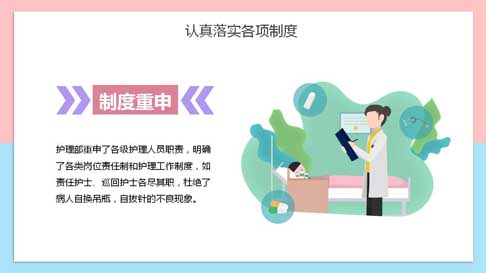 认真落实各项制度
制度重申
护理部重申了各级护理人员职责，明确
了各类岗位责任制和护理工作制度，如
责任护士、巡回护士各尽其职，杜绝了
病人自换吊瓶，自拔针的不良现象。